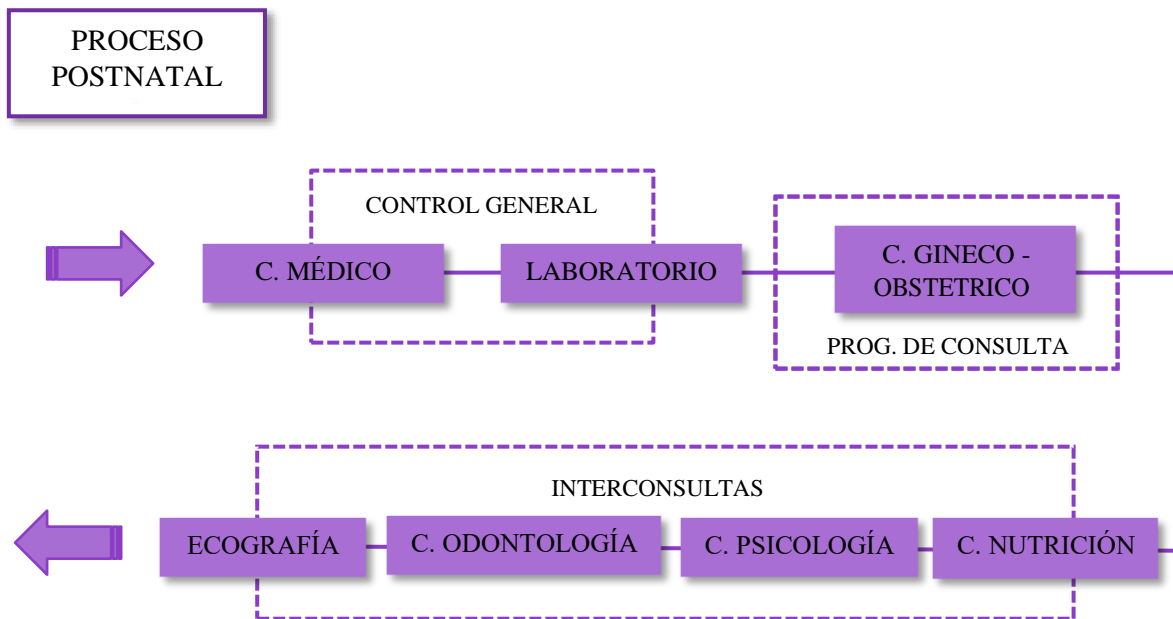 PROCESO
POSTNATAL
CONTROL GENERAL
C. MÉDICO
LABORATORIO
C. GINECO -
OBSTETRICO
PROG. DE CONSULTA
INTERCONSULTAS
ECOGRAFÍA
C. ODONTOLOGÍA
C. PSICOLOGÍA
C. NUTRICIÓN